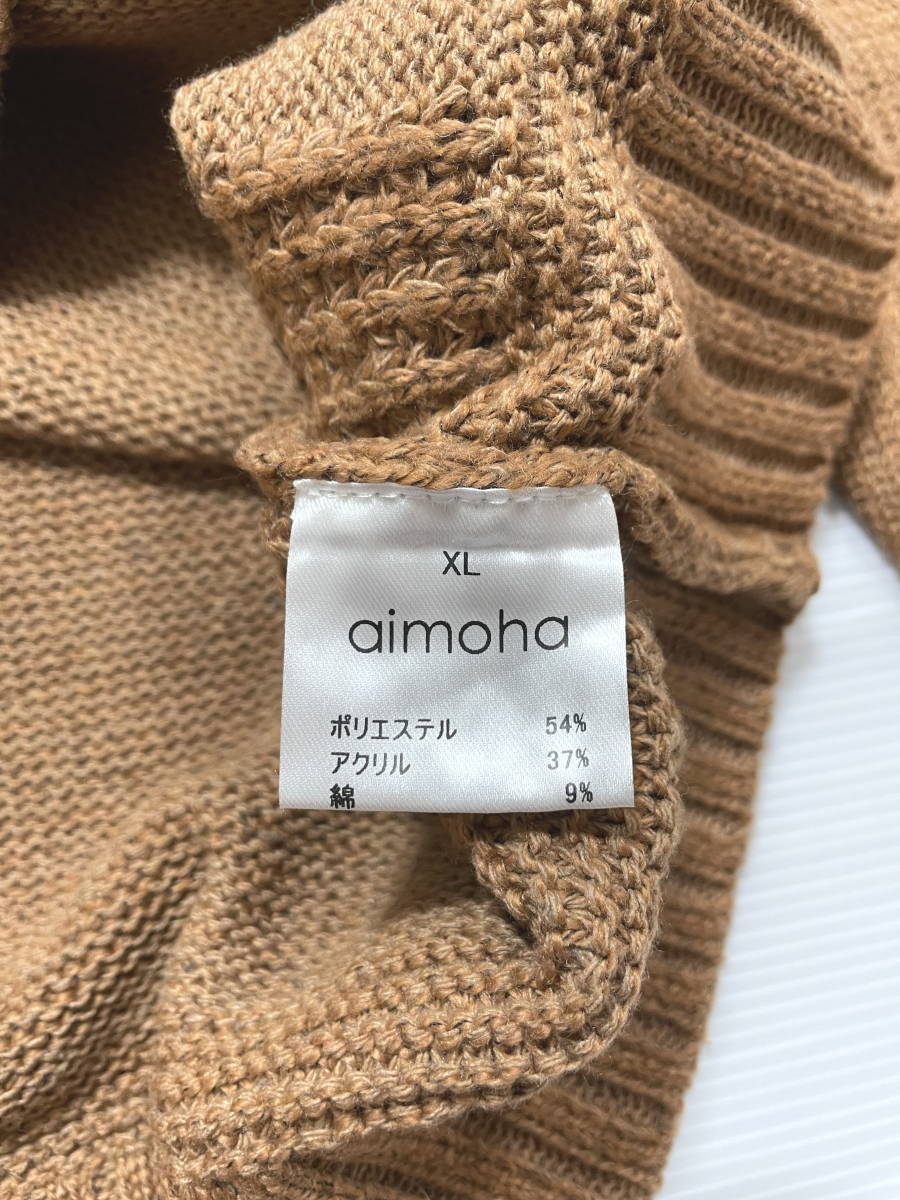 XL
aimoha
ポリエステル 54%
アクリル 37%
綿 9%